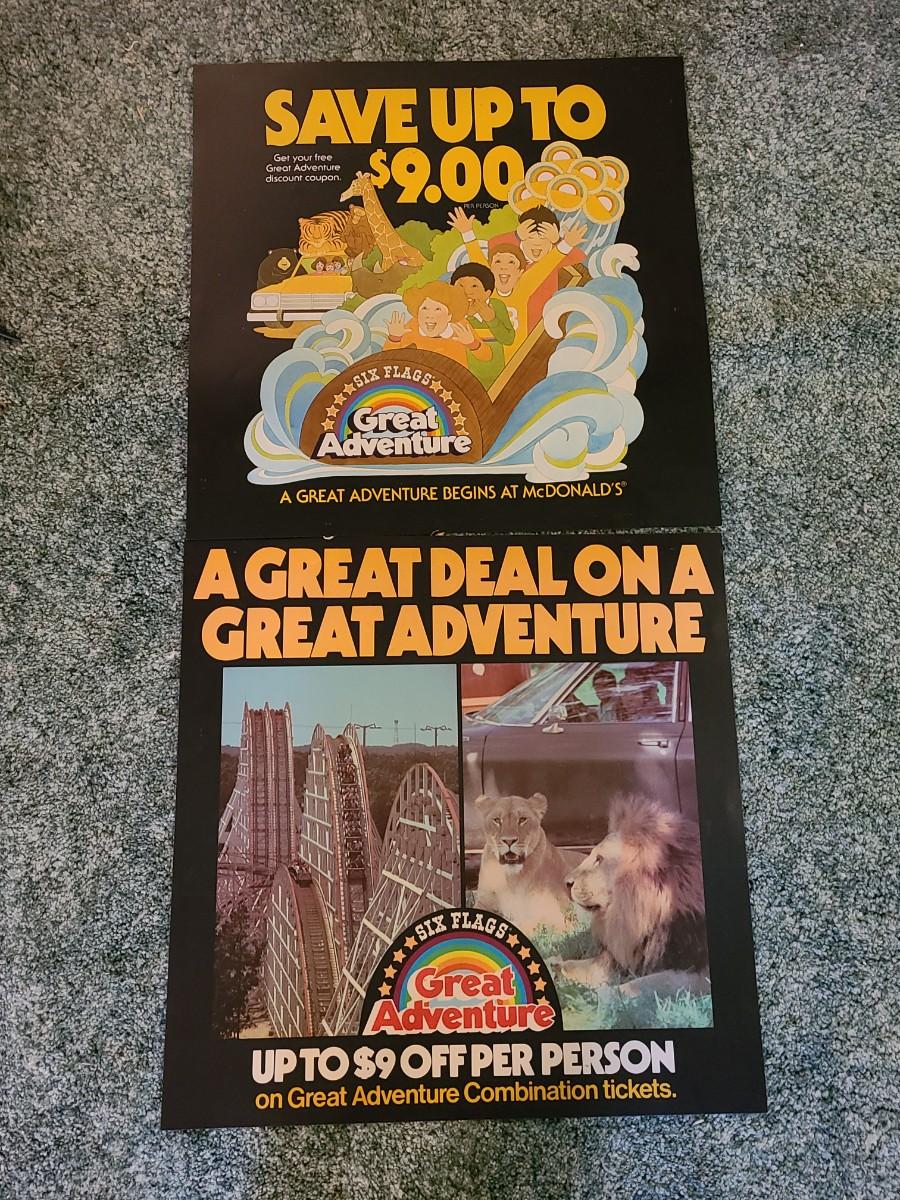 SAVE UP TO
Get your free
Great Adventure
discount coupon.
$9.00
PER PERSON
SIX FLAGS
Great
Adventure
A GREAT ADVENTURE BEGINS AT McDONALD'S®
A GREAT DEAL ON A
GREAT ADVENTURE
SIX FLAGS
Great
Adventure
UP TO $9 OFF PER PERSON
on Great Adventure Combination tickets.